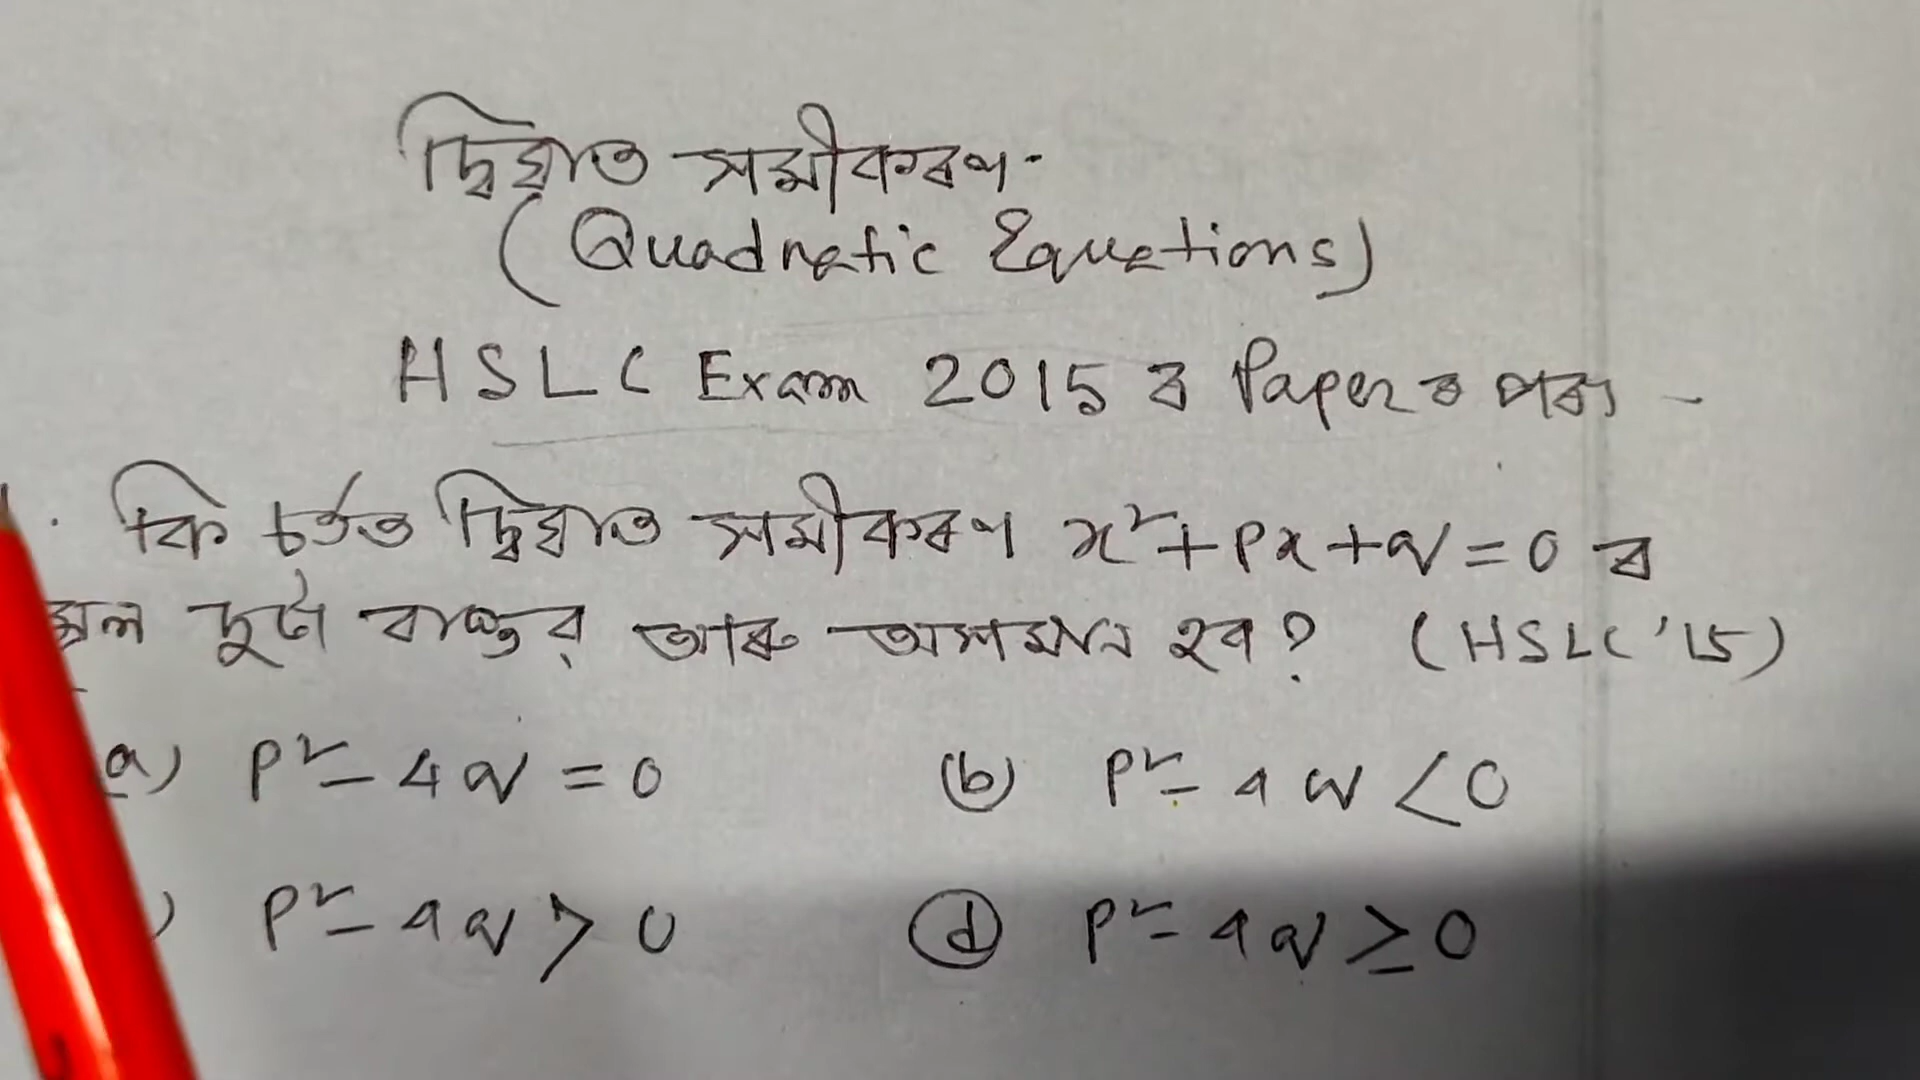 দ্বিঘাত সমীকৰণ.
(Quadratic Equations)
HSLC Exam 2015 ৰ Paper ৰ পৰা -
. কি চৰ্তত দ্বিঘাত সমীকৰণ x²+px+q=0 ৰ
মূল দুটা বাস্তৱ আৰু অসমান হব? (HSLC '15)
a) p²-4q=0 (b) p²-4q<0
) p²-4q>0 (d) p²-4q≥0